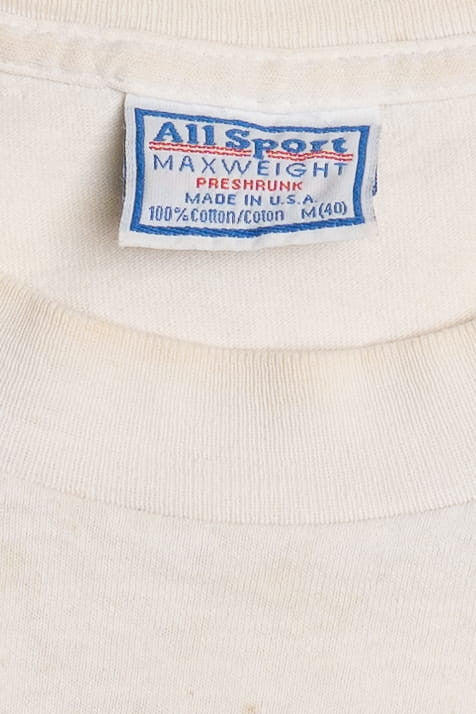 All Sport
MAXWEIGHT
PRESHRUNK
MADE IN U.S.A.
100% Cotton/Coton M(40)